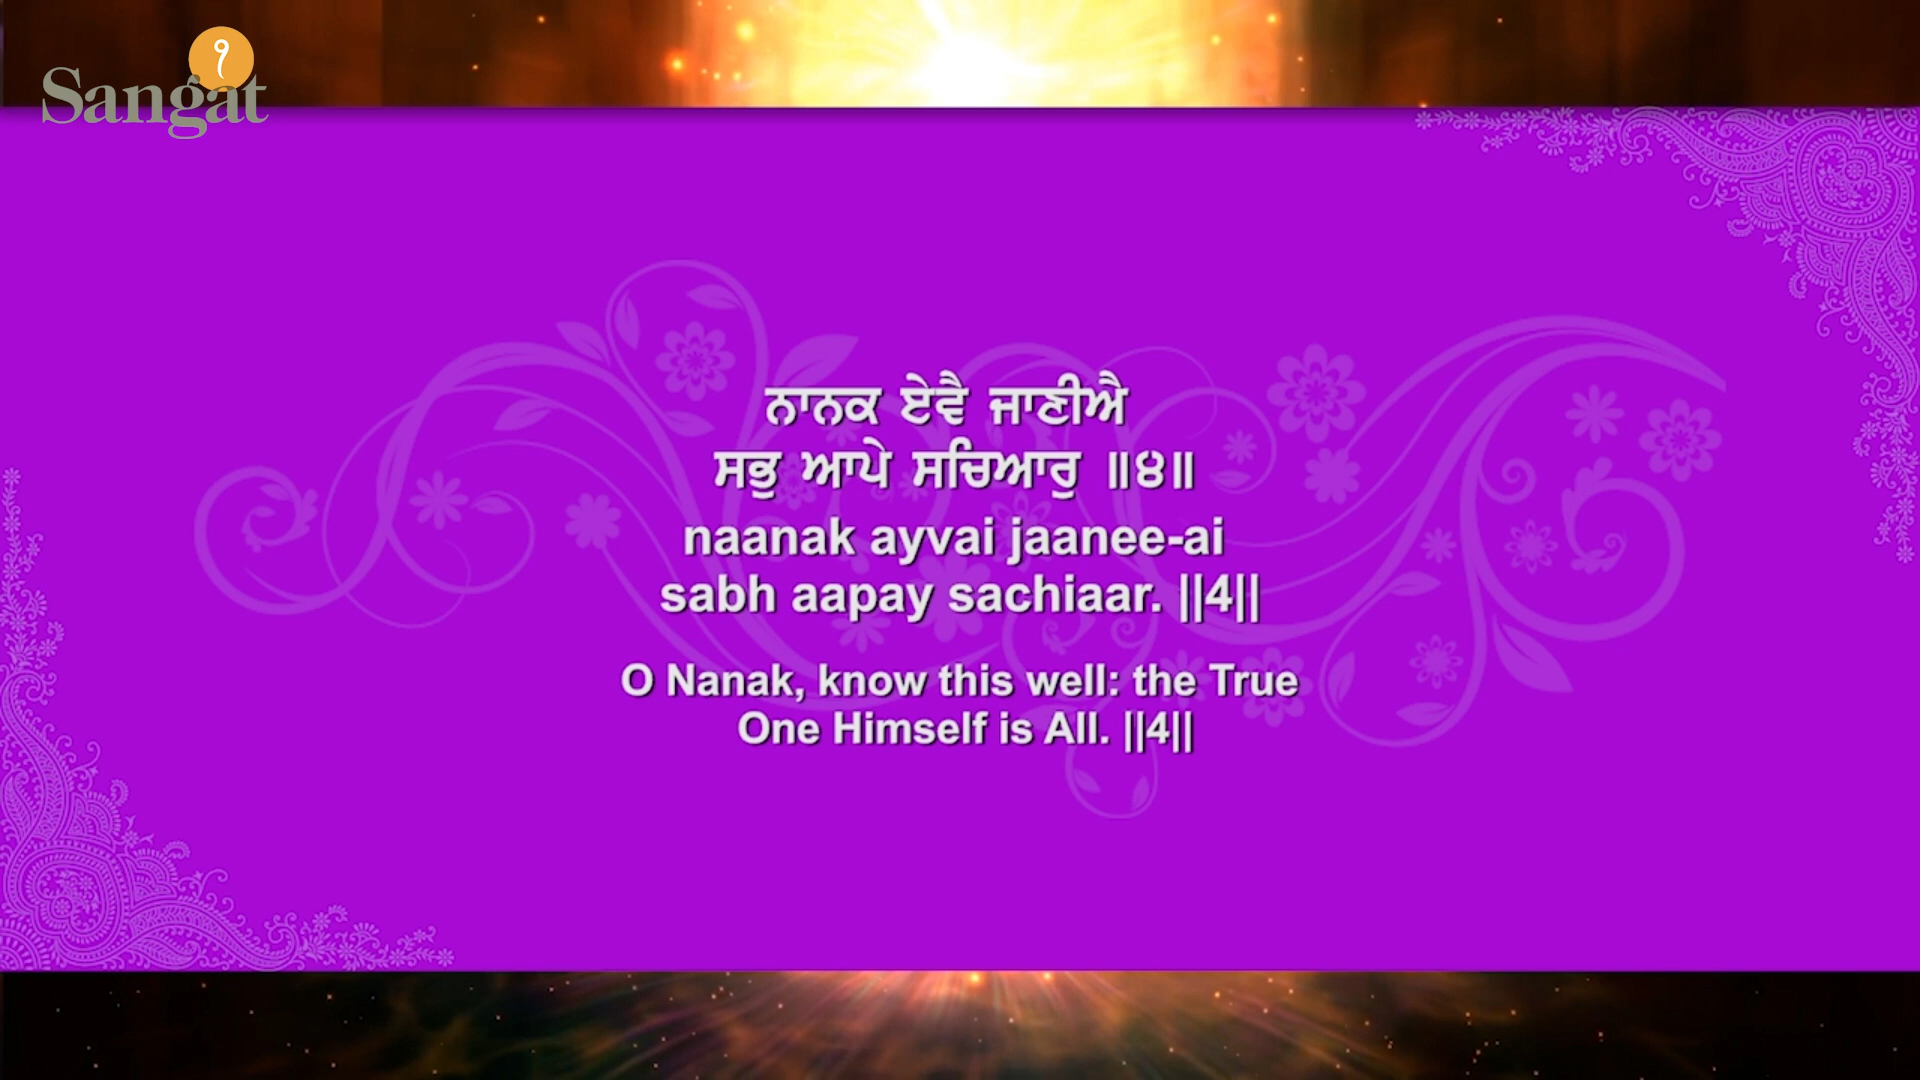 ੧
Sangat
ਨਾਨਕ ਏਵੈ ਜਾਣੀਐ
ਸਭੁ ਆਪੇ ਸਚਿਆਰੁ ॥੪॥
naanak ayvai jaanee-ai
sabh aapay sachiaar. ||4||
O Nanak, know this well: the True
One Himself is All. ||4||